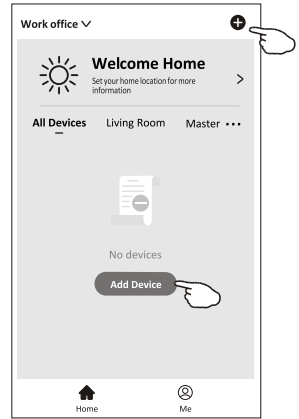 Work office
Welcome Home
Set your home location for more
information
All Devices Living Room Master
No devices
Add Device
Home Me